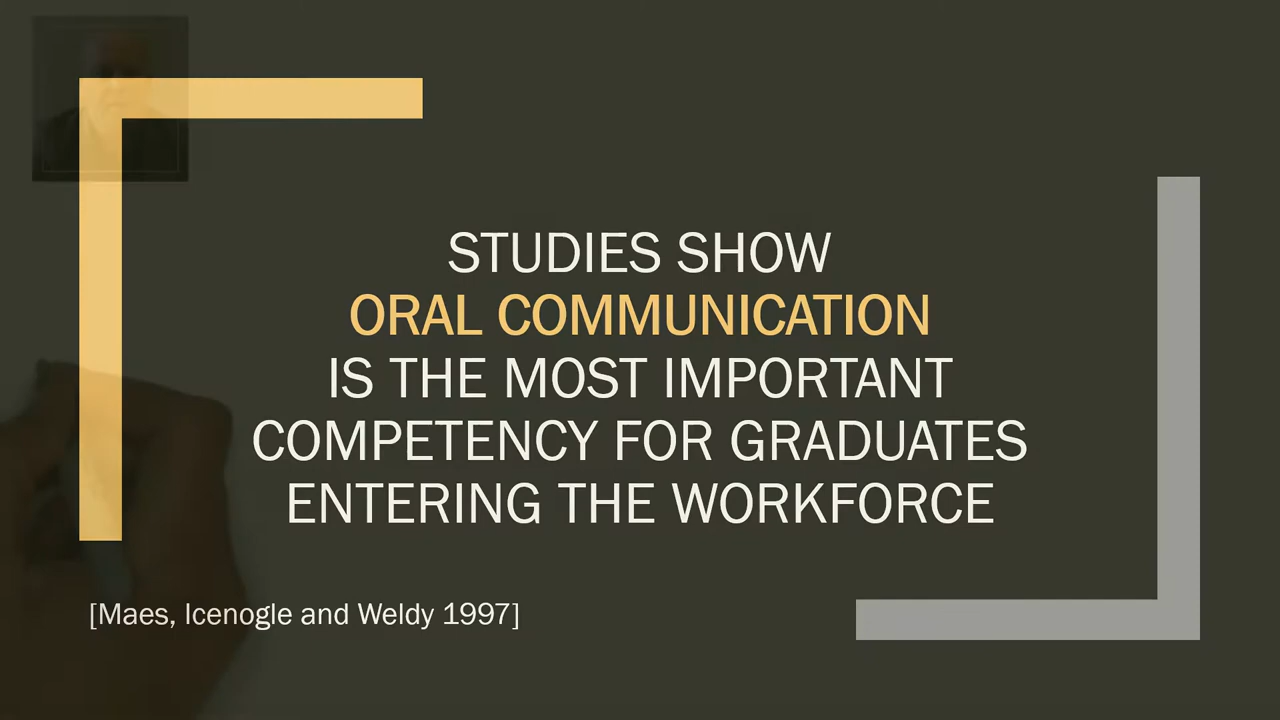 STUDIES SHOW
ORAL COMMUNICATION
IS THE MOST IMPORTANT
COMPETENCY FOR GRADUATES
ENTERING THE WORKFORCE
[Maes, Icenogle and Weldy 1997]